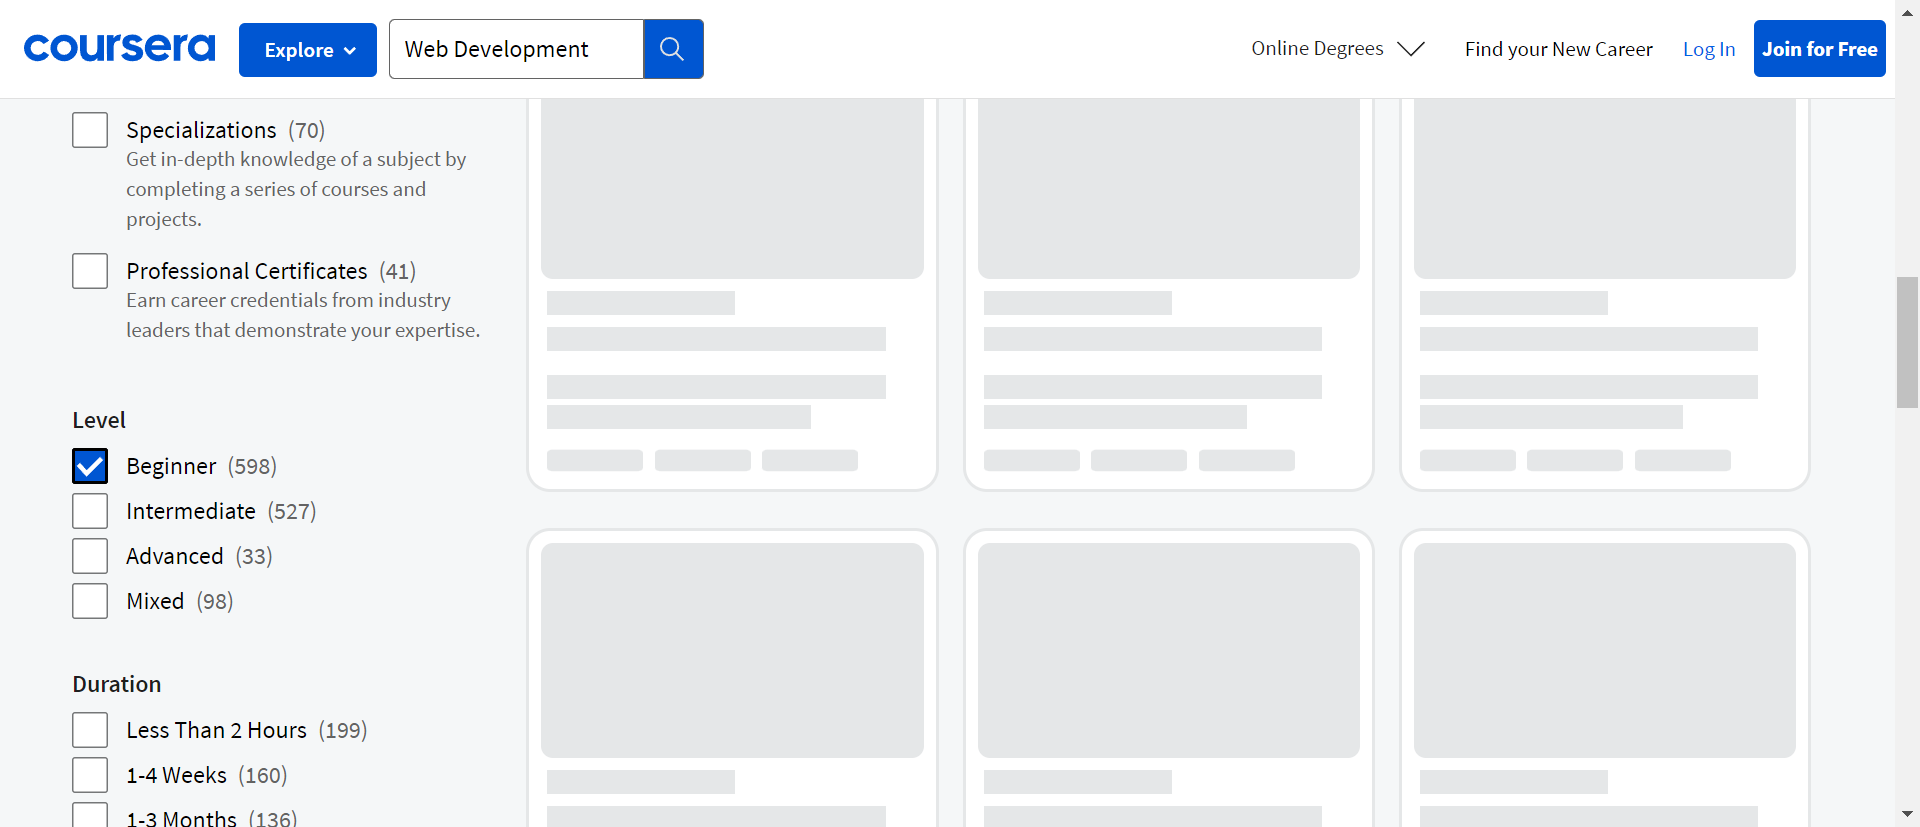 coursera
Explore
Web Development
Online Degrees
Find your New Career
Log In
Join for Free
Specializations (70)
Get in-depth knowledge of a subject by
completing a series of courses and
projects.
Professional Certificates (41)
Earn career credentials from industry
leaders that demonstrate your expertise.
Level
Beginner (598)
Intermediate (527)
Advanced (33)
Mixed (98)
Duration
Less Than 2 Hours (199)
1-4 Weeks (160)
1-3 Months (136)